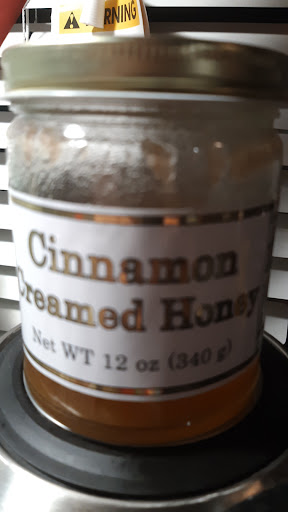 RNING
Cinnamon
Creamed Honey
Net WT 12 oz (340 g)